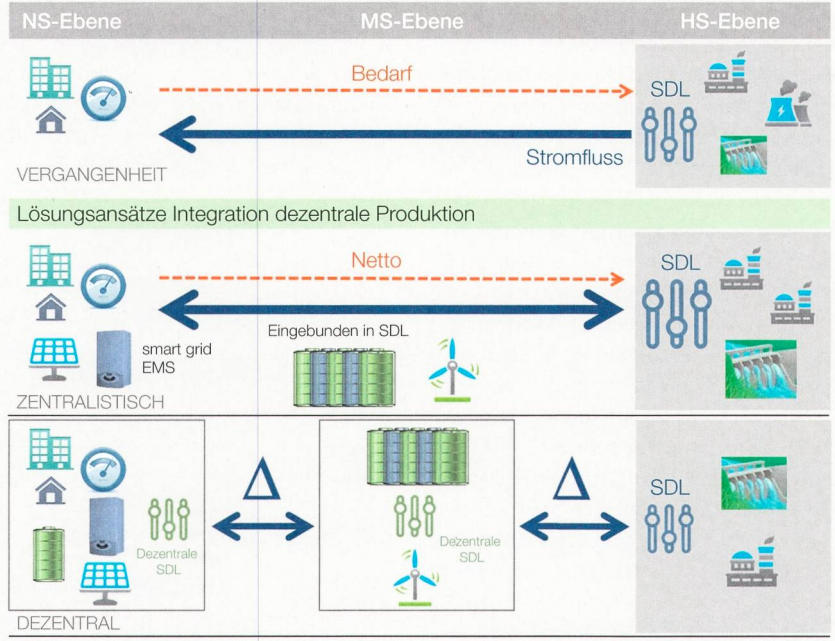 NS-Ebene MS-Ebene HS-Ebene
Bedarf
SDL
Stromfluss
VERGANGENHEIT
Lösungsansätze Integration dezentrale Produktion
Netto
SDL
Eingebunden in SDL
smart grid
EMS
ZENTRALISTISCH
Δ
Δ
SDL
Dezentrale
SDL
Dezentrale
SDL
DEZENTRAL